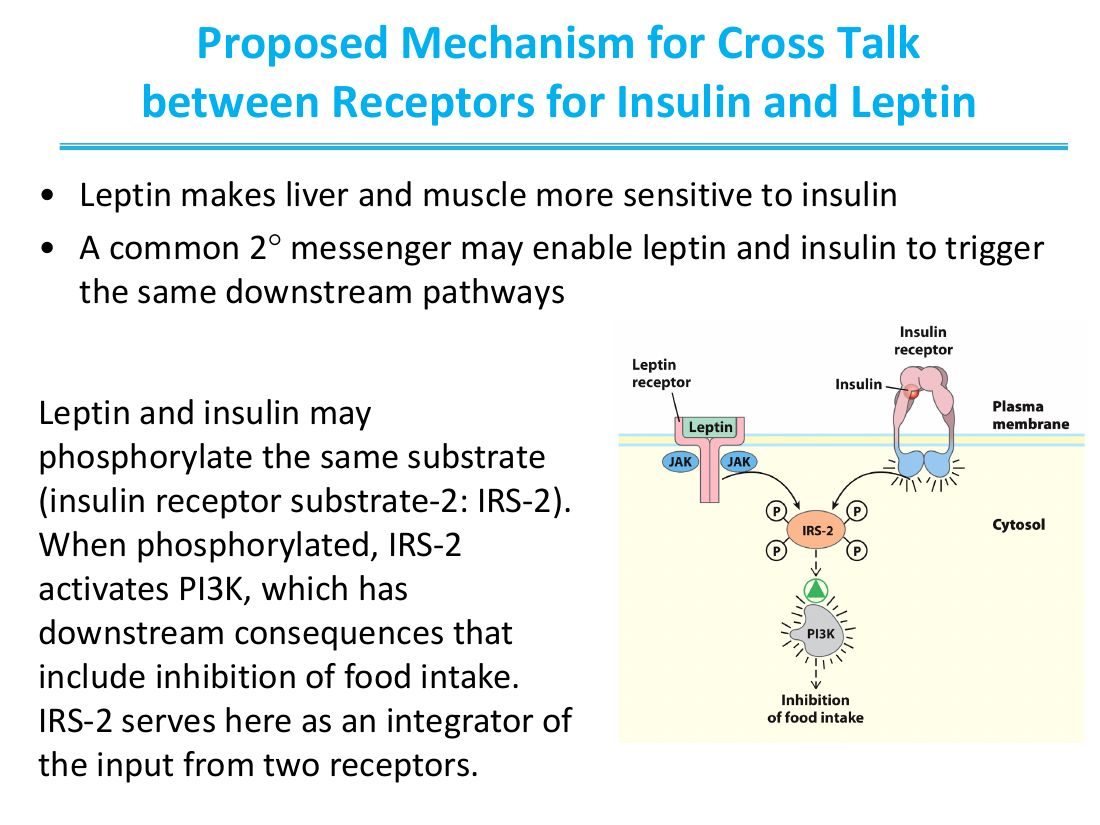 Proposed Mechanism for Cross Talk
between Receptors for Insulin and Leptin
• Leptin makes liver and muscle more sensitive to insulin
• A common 2° messenger may enable leptin and insulin to trigger
the same downstream pathways
Leptin and insulin may
phosphorylate the same substrate
(insulin receptor substrate-2: IRS-2).
When phosphorylated, IRS-2
activates PI3K, which has
downstream consequences that
include inhibition of food intake.
IRS-2 serves here as an integrator of
the input from two receptors.
Insulin
receptor
Leptin
receptor
Insulin
Plasma
membrane
Leptin
JAK JAK
P P
IRS-2
Cytosol
P P
PI3K
Inhibition
of food intake